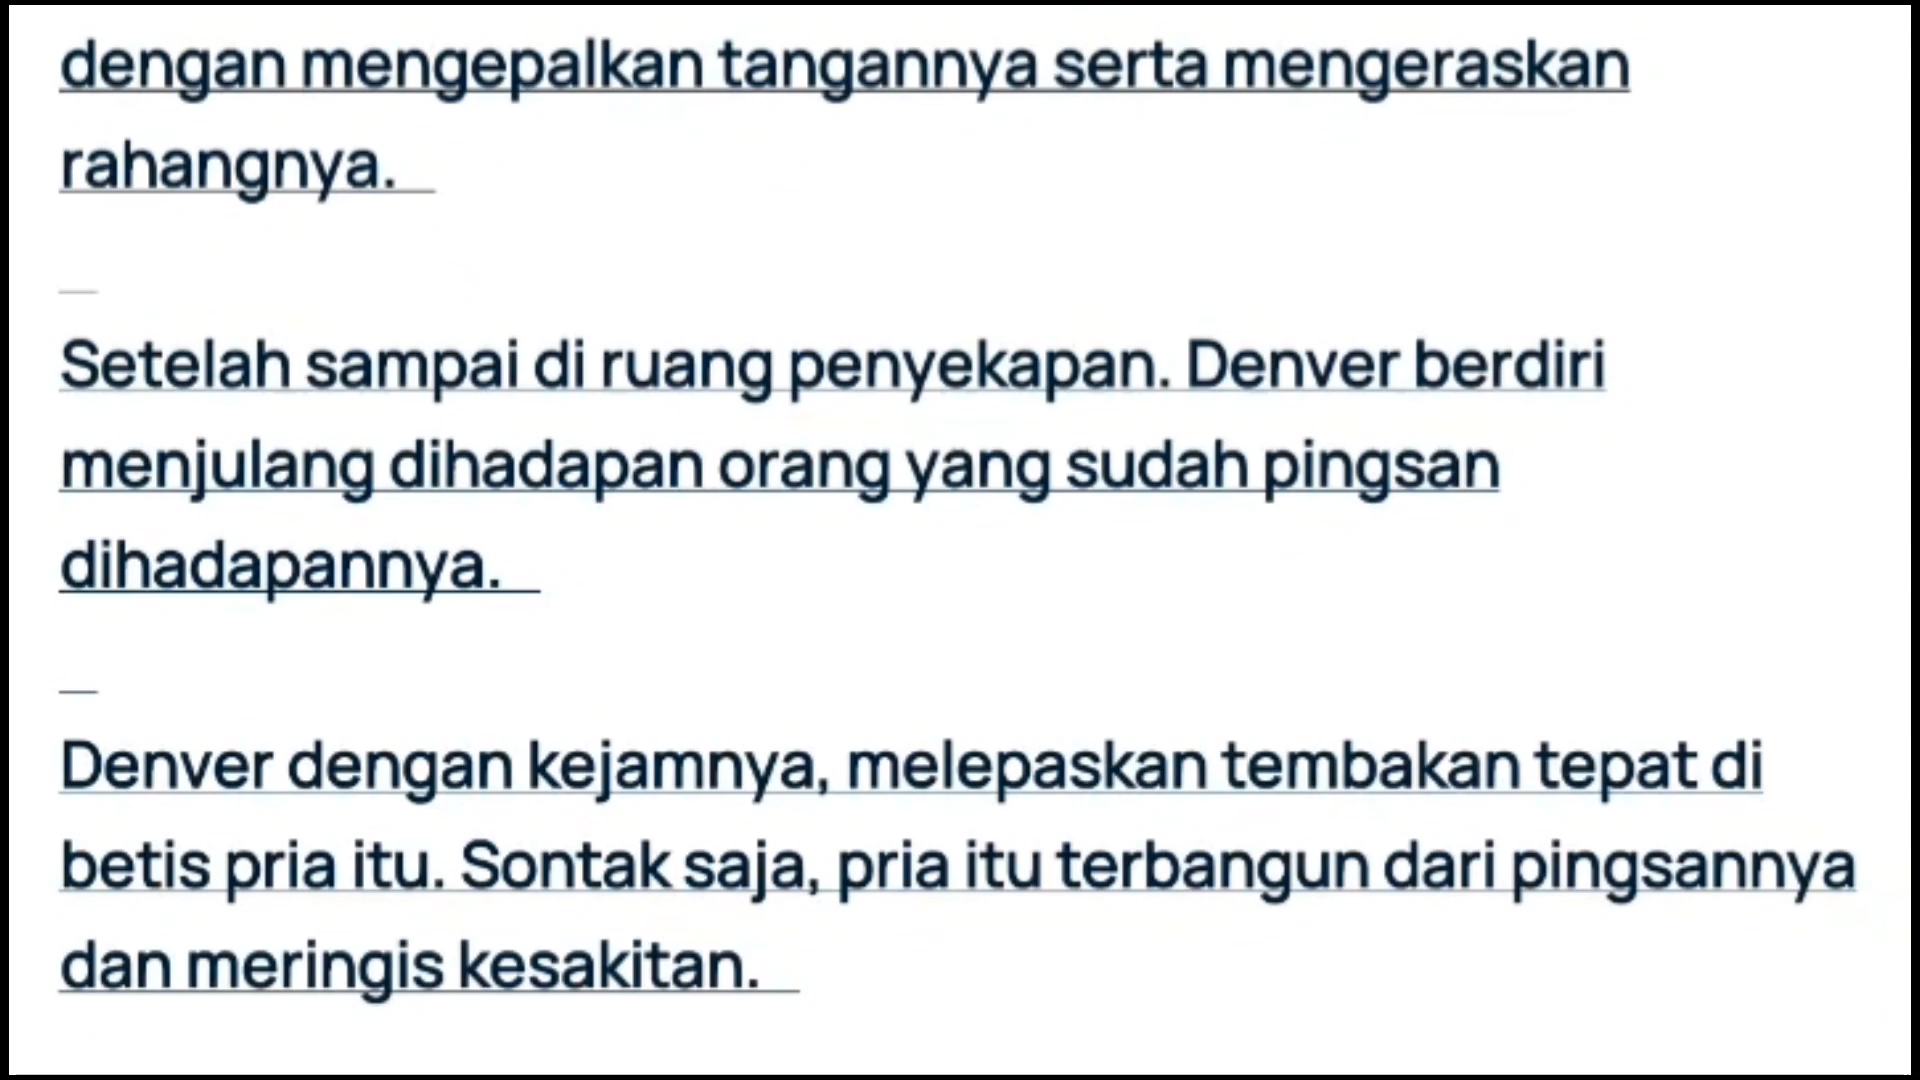 dengan mengepalkan tangannya serta mengeraskan
rahangnya.
Setelah sampai di ruang penyekapan. Denver berdiri
menjulang dihadapan orang yang sudah pingsan
dihadapannya.
Denver dengan kejamnya, melepaskan tembakan tepat di
betis pria itu. Sontak saja, pria itu terbangun dari pingsannya
dan meringis kesakitan.